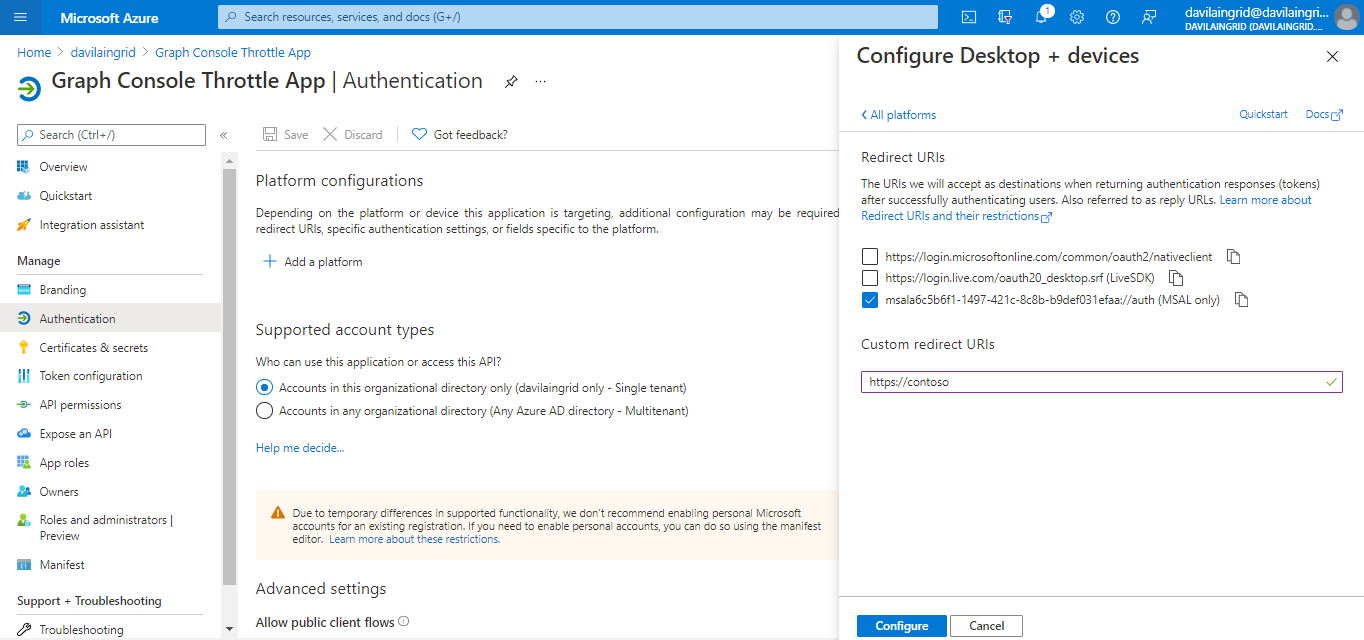 Microsoft Azure
Search resources, services, and docs (G+/)
1
davilaingrid@davilaingri...
DAVILAINGRID (DAVILAINGRID....
Home > davilaingrid > Graph Console Throttle App
Graph Console Throttle App | Authentication
Search (Ctrl+/)
Overview
Quickstart
Integration assistant
Manage
Branding
Authentication
Certificates & secrets
Token configuration
API permissions
Expose an API
App roles
Owners
Roles and administrators |
Preview
Manifest
Support + Troubleshooting
Troubleshooting
Save
Discard
Got feedback?
Platform configurations
Depending on the platform or device this application is targeting, additional configuration may be required
redirect URIs, specific authentication settings, or fields specific to the platform.
Add a platform
Supported account types
Who can use this application or access this API?
Accounts in this organizational directory only (davilaingrid only - Single tenant)
Accounts in any organizational directory (Any Azure AD directory - Multitenant)
Help me decide...
Due to temporary differences in supported functionality, we don't recommend enabling personal Microsoft
accounts for an existing registration. If you need to enable personal accounts, you can do so using the manifest
editor. Learn more about these restrictions.
Advanced settings
Allow public client flows
Configure Desktop + devices
All platforms
Quickstart
Docs
Redirect URIs
The URIs we will accept as destinations when returning authentication responses (tokens)
after successfully authenticating users. Also referred to as reply URLs. Learn more about
Redirect URIs and their restrictions
https://login.microsoftonline.com/common/oauth2/nativeclient
https://login.live.com/oauth20_desktop.srf (LiveSDK)
msala6c5b6f1-1497-421c-8c8b-b9def031efaa://auth (MSAL only)
Custom redirect URIs
https://contoso
Configure
Cancel